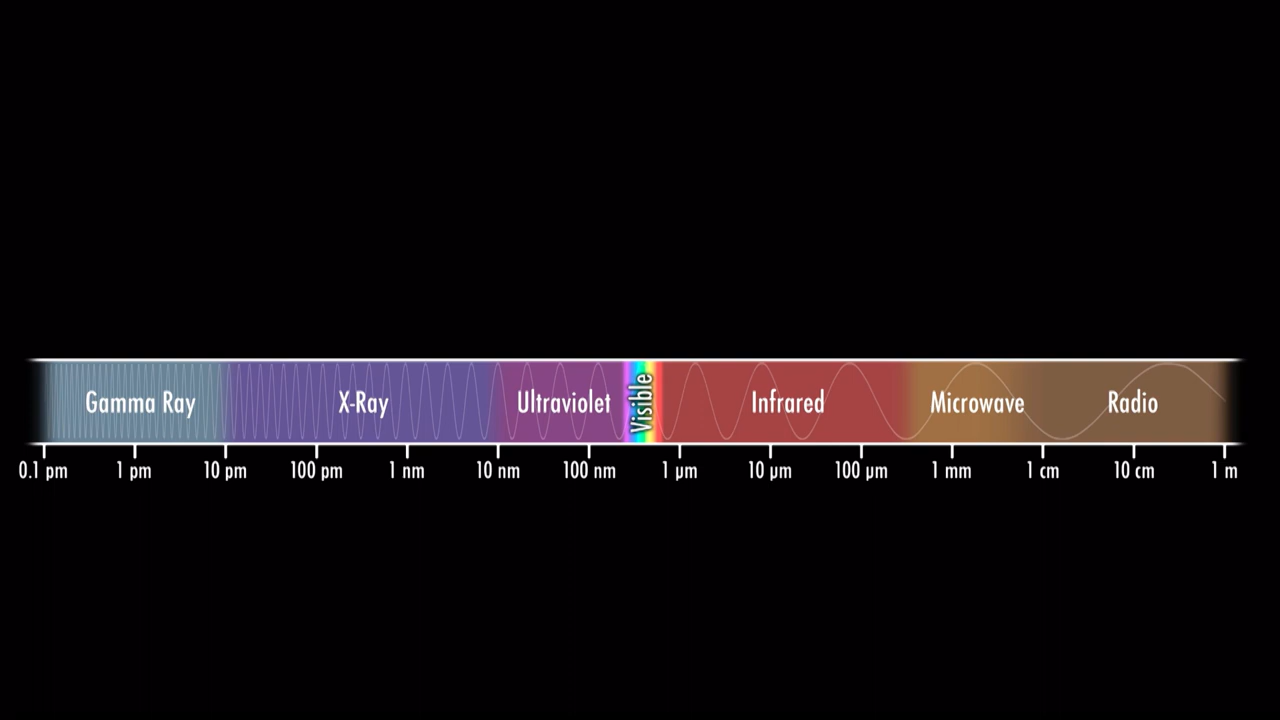 Gamma Ray X-Ray Ultraviolet Visible Infrared Microwave Radio
0.1 pm 1 pm 10 pm 100 pm 1 nm 10 nm 100 nm 1 µm 10 µm 100 µm 1 mm 1 cm 10 cm 1 m